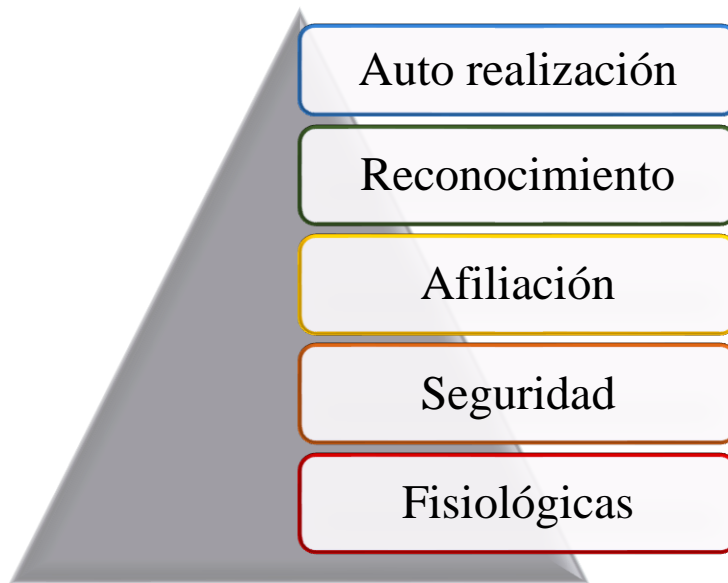 Auto realización
Reconocimiento
Afiliación
Seguridad
Fisiológicas